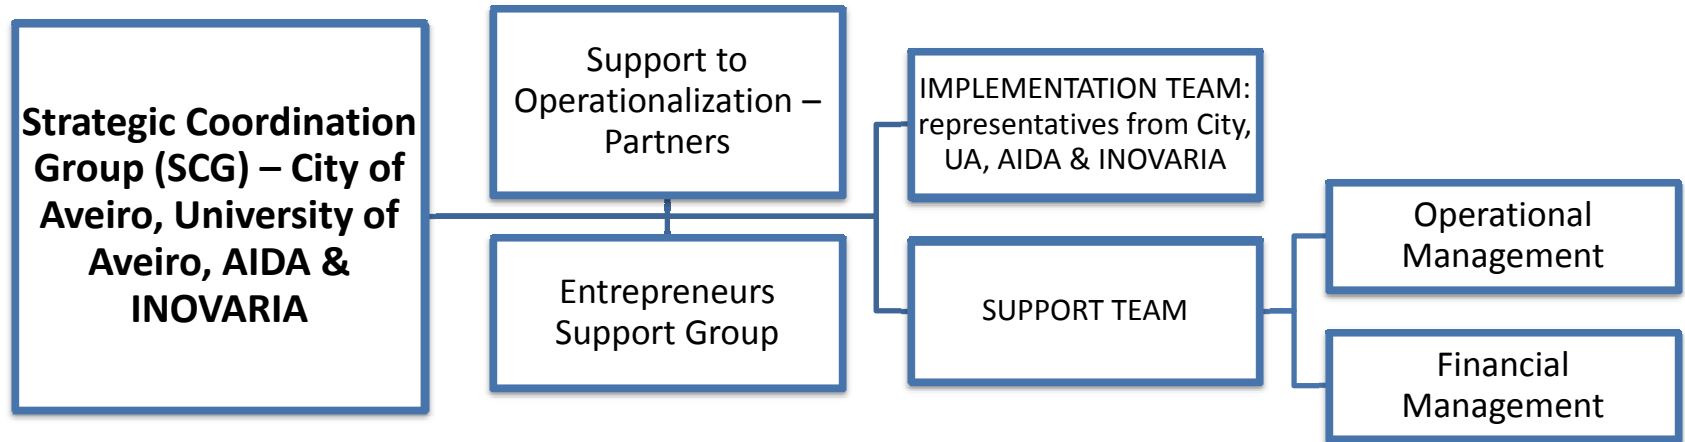 Strategic Coordination
Group (SCG) – City of
Aveiro, University of
Aveiro, AIDA &
INOVARIA
Support to
Operationalization –
Partners
Entrepreneurs
Support Group
IMPLEMENTATION TEAM:
representatives from City,
UA, AIDA & INOVARIA
SUPPORT TEAM
Operational
Management
Financial
Management